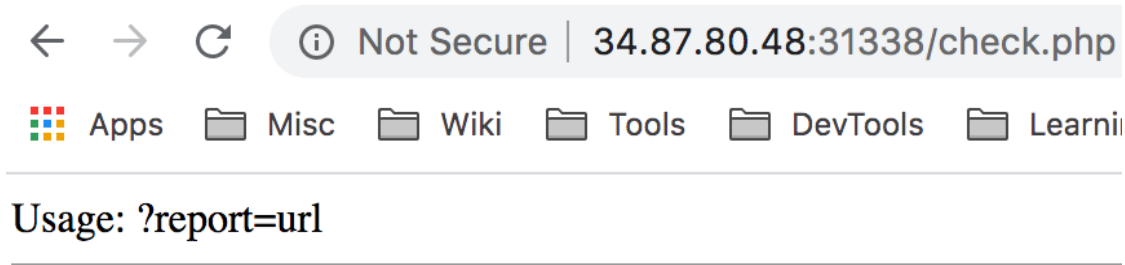 Not Secure | 34.87.80.48:31338/check.php
Apps Misc Wiki Tools DevTools
Usage: ?report=url